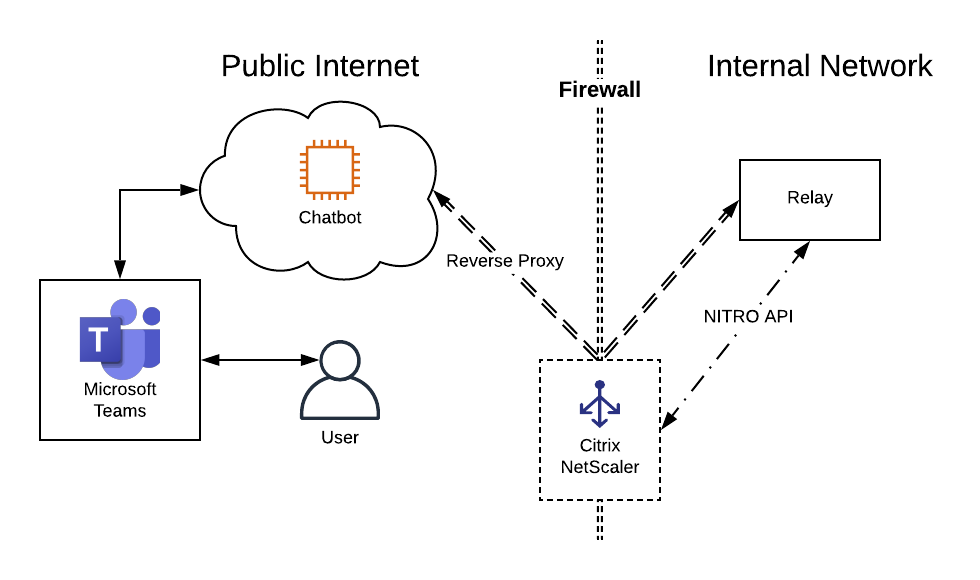 Public Internet
Internal Network
Firewall
Chatbot
Relay
Reverse Proxy
NITRO API
T
Microsoft
Teams
User
Citrix
NetScaler